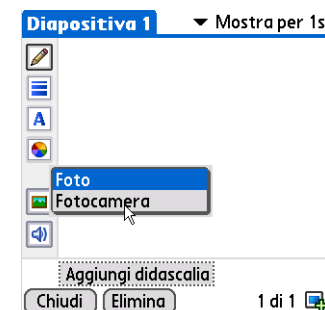 Diapositiva 1
Mostra per 1s
A
Foto
Fotocamera
Aggiungi didascalia
Chiudi
Elimina
1 di 1